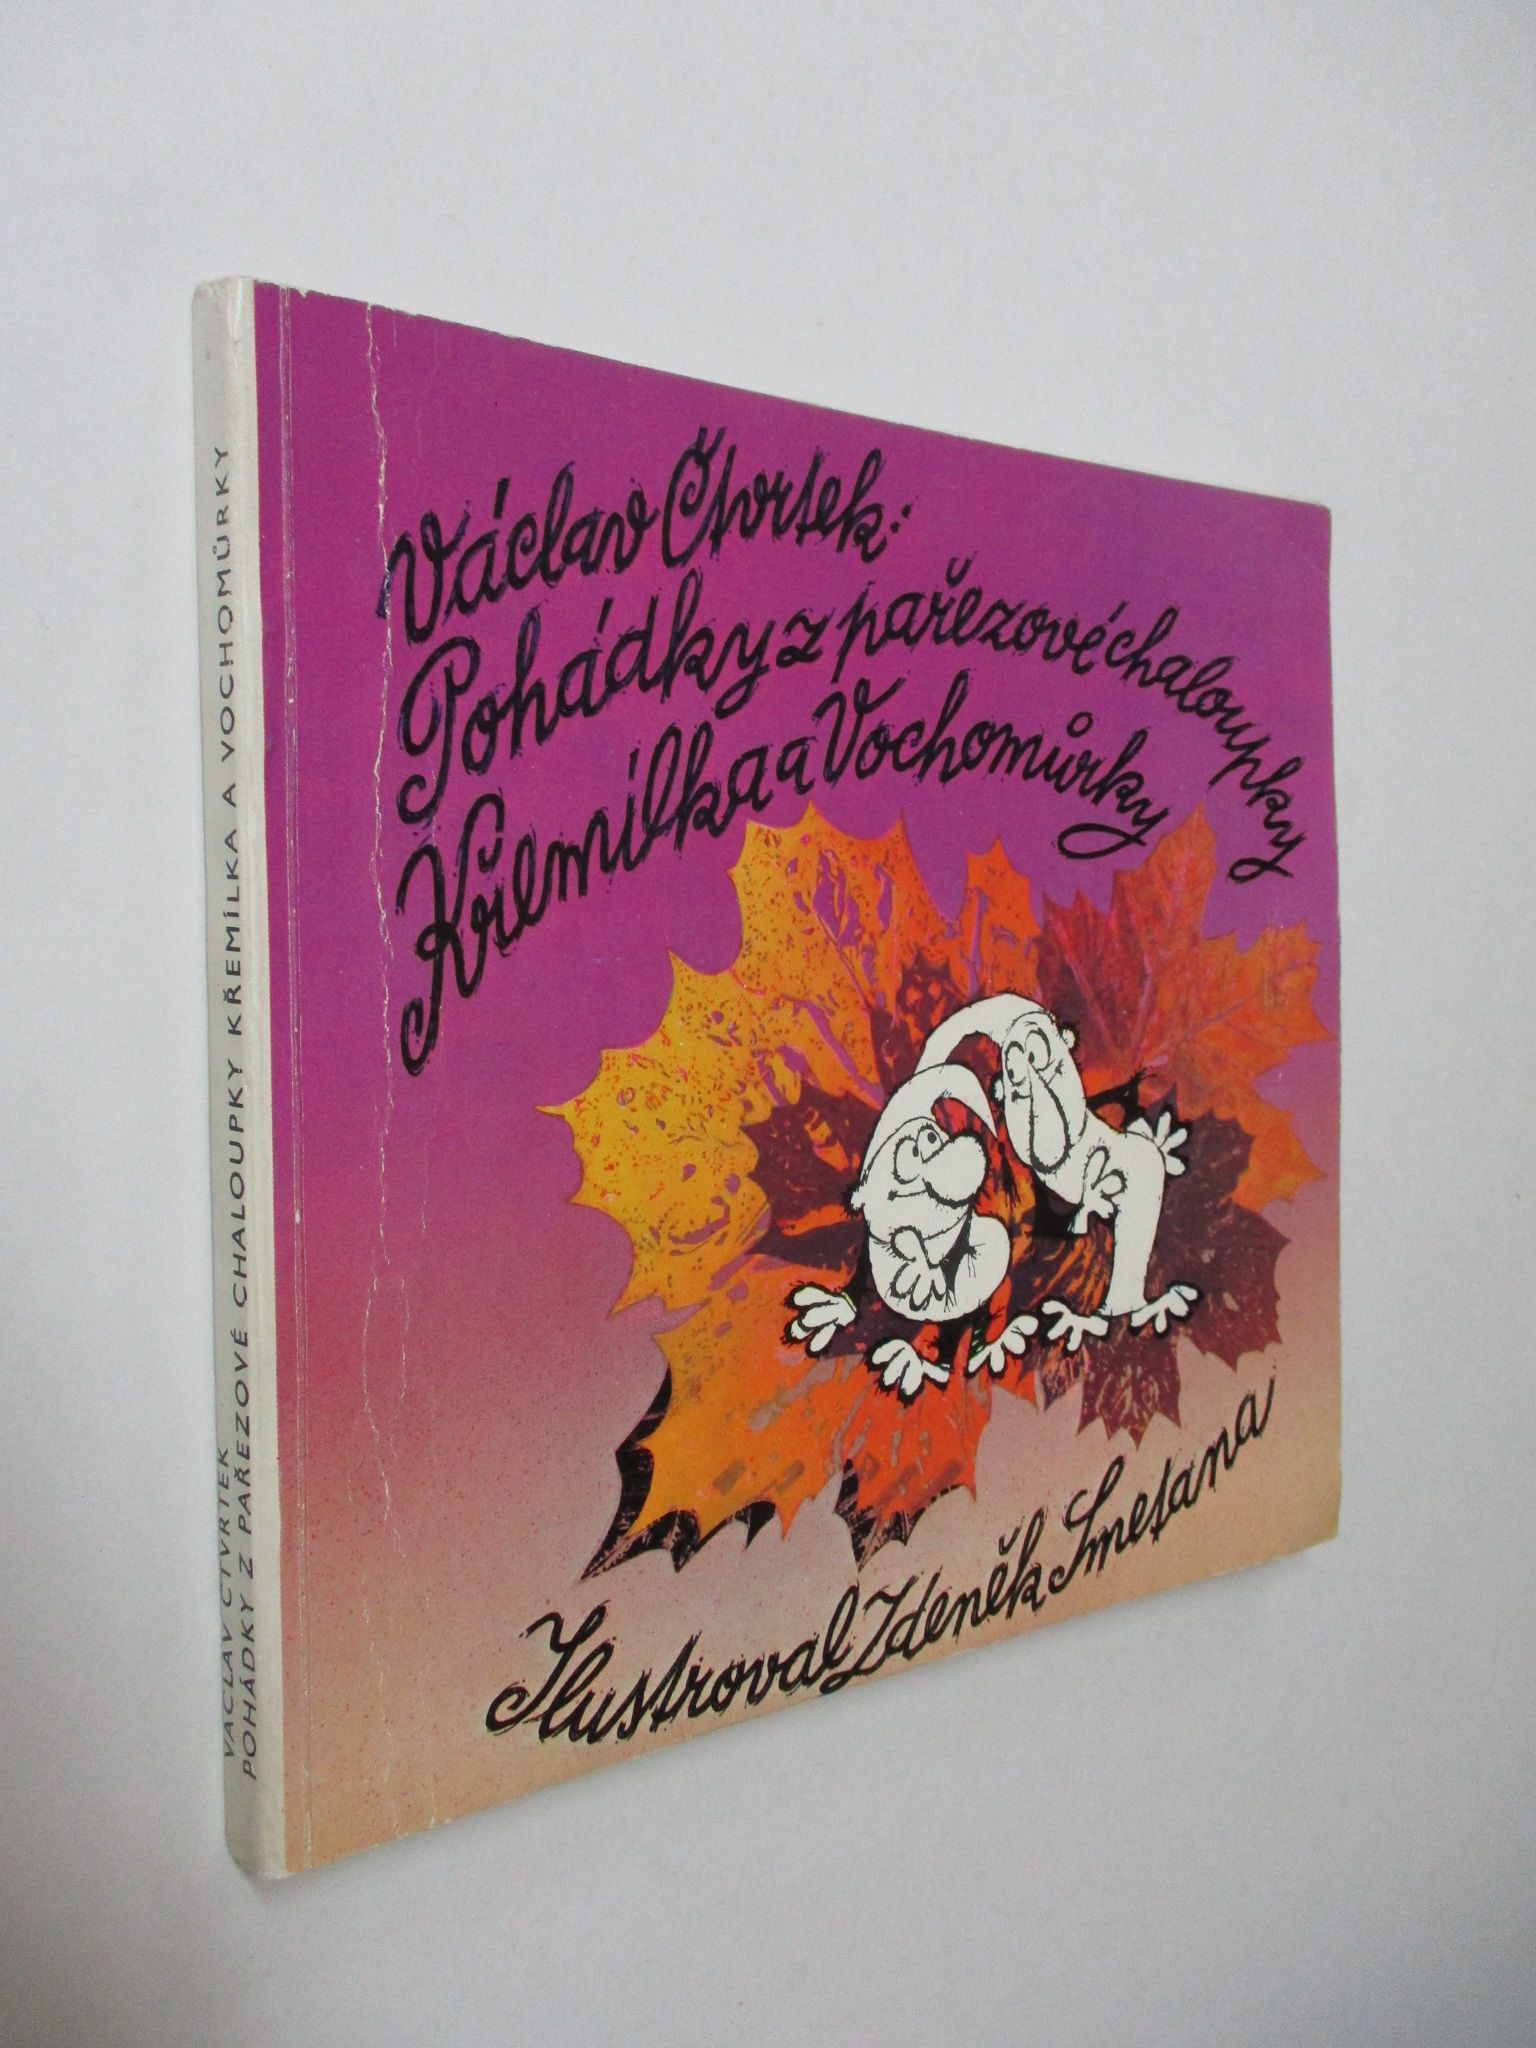 VÁCLAV ČTVRTEK
POHÁDKY Z PAŘEZOVÉ CHALOUPKY KŘEMÍLKA A VOCHOMŮRKY
Václav Čtvrtek:
Pohádky z pařezové chaloupky
Křemílka a Vochomůrky
Ilustroval Zdeněk Smetana